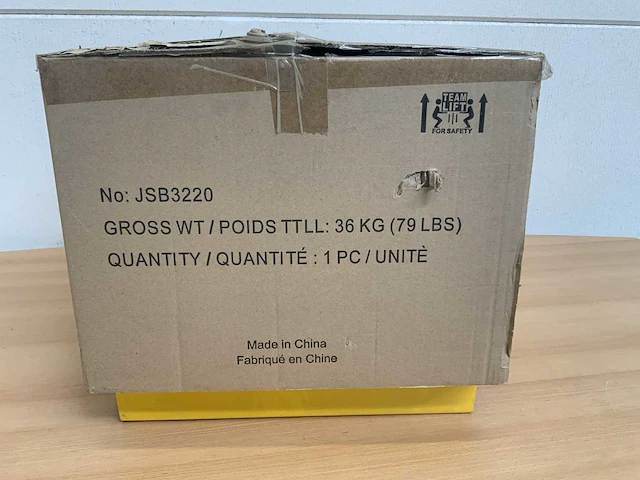 TEAM
LIFT
FOR SAFETY
No: JSB3220
GROSS WT / POIDS TTLL: 36 KG (79 LBS)
QUANTITY / QUANTITÉ : 1 PC / UNITÈ
Made in China
Fabriqué en Chine